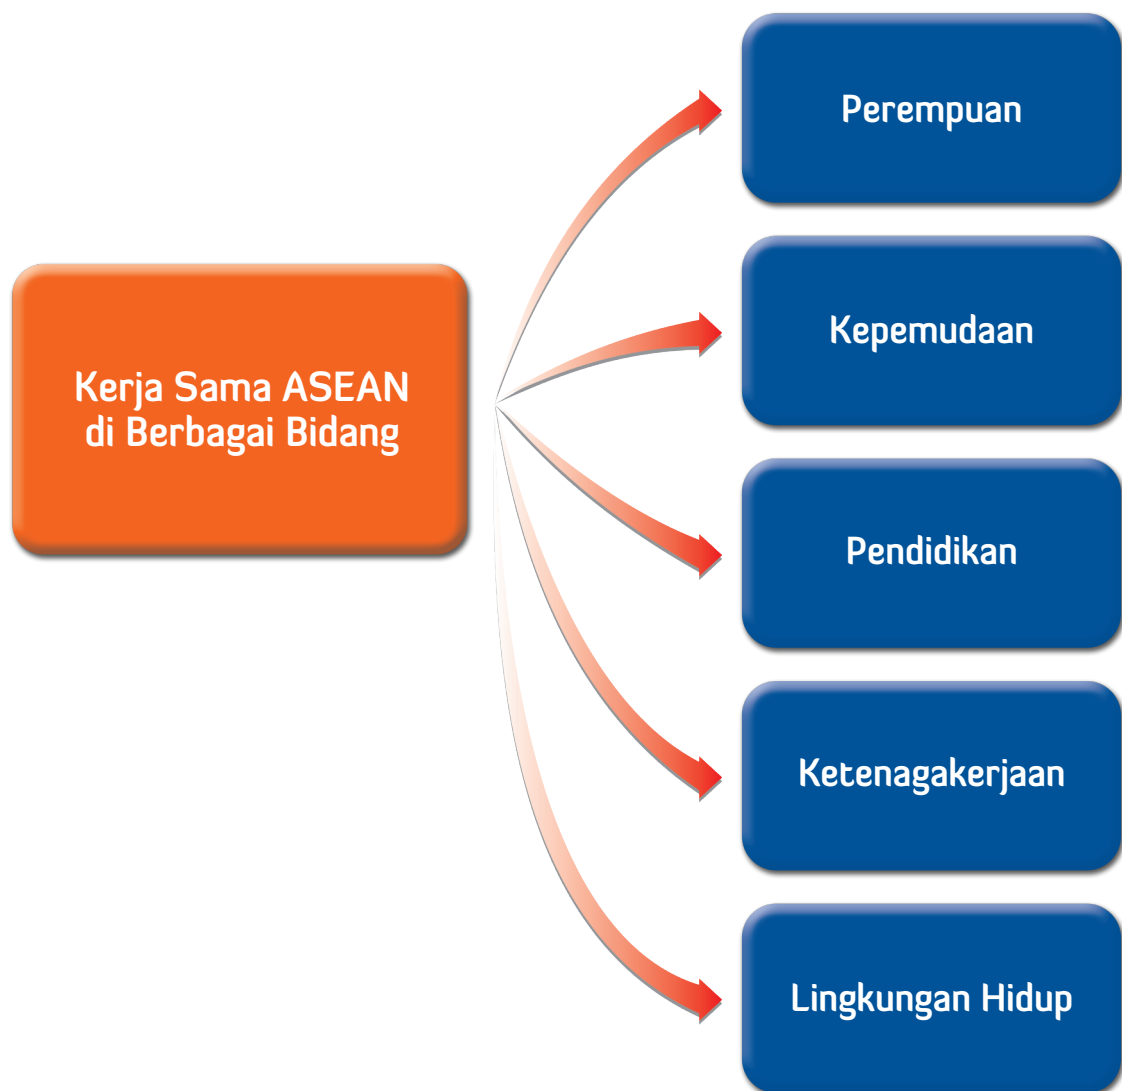 Kerja Sama ASEAN
di Berbagai Bidang
Perempuan
Kepemudaan
Pendidikan
Ketenagakerjaan
Lingkungan Hidup